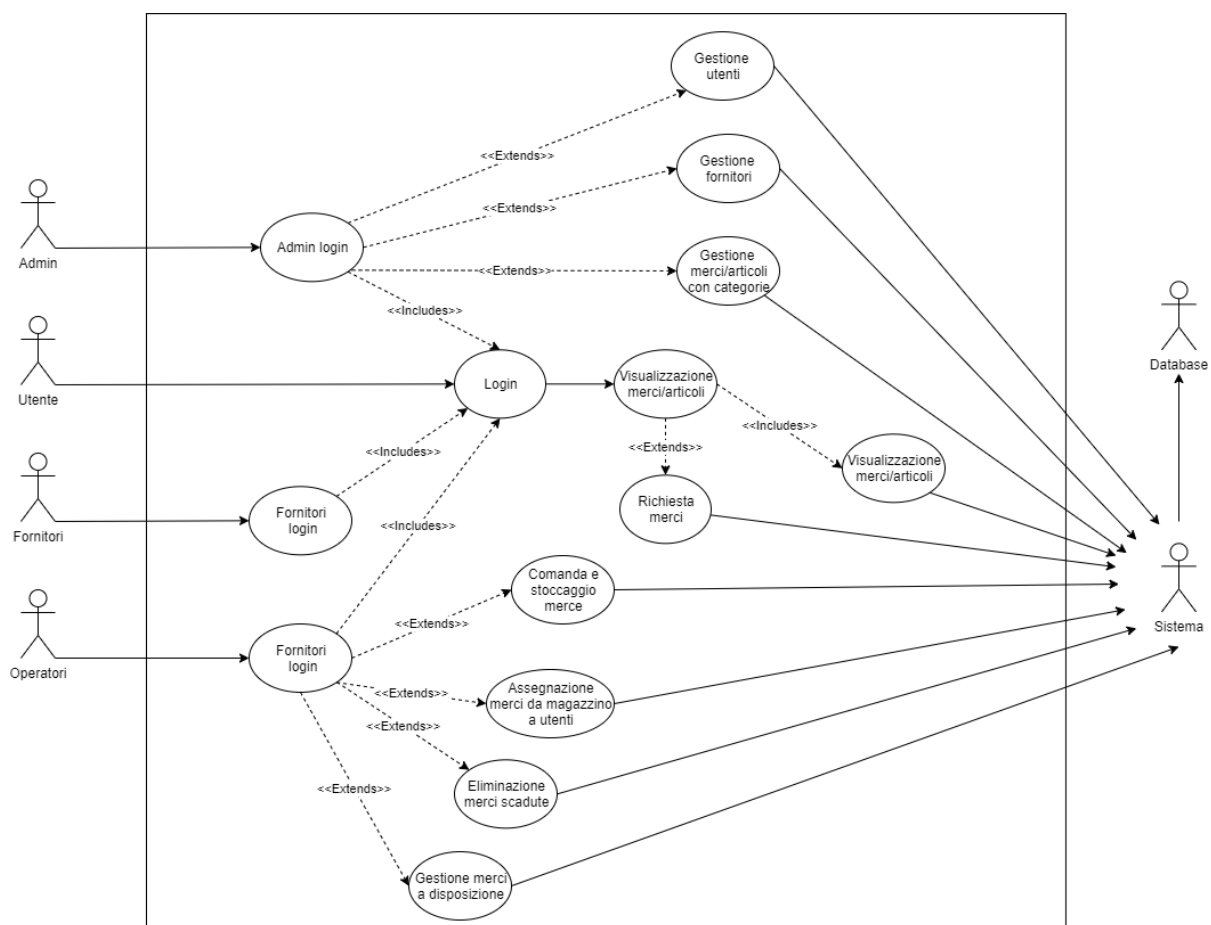 Gestione
utenti
<<Extends>>
Gestione
fornitori
<<Extends>>
Admin
Admin login
<<Extends>>
Gestione
merci/articoli
con categorie
<<Includes>>
Utente
Login
Visualizzazione
merci/articoli
Database
<<Includes>>
<<Extends>>
<<Includes>>
Visualizzazione
merci/articoli
Fornitori
Fornitori
login
Richiesta
merci
<<Includes>>
Comanda e
stoccaggio
merce
Sistema
<<Extends>>
Operatori
Fornitori
login
<<Extends>>
Assegnazione
merci da magazzino
a utenti
<<Extends>>
<<Extends>>
Eliminazione
merci scadute
Gestione merci
a disposizione